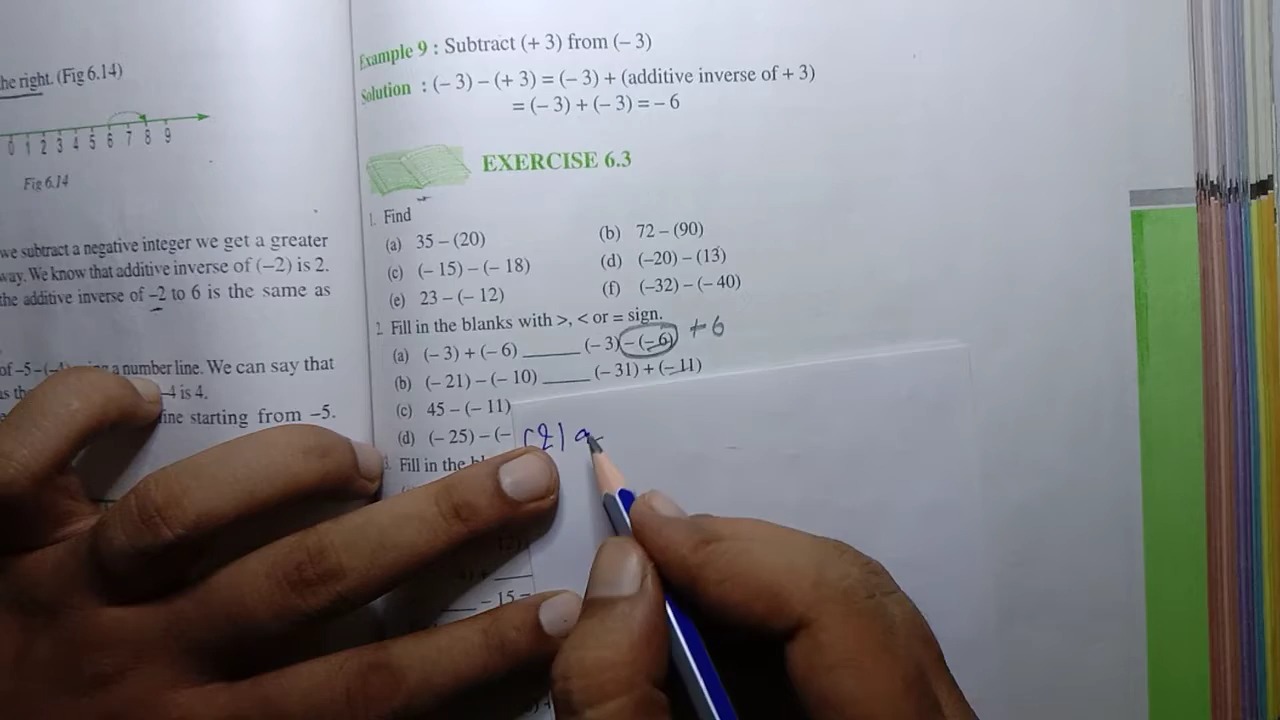 he right. (Fig 6.14)
0 1 2 3 4 5 6 7 8 9
Fig 6.14
we subtract a negative integer we get a greater
way. We know that additive inverse of (–2) is 2.
the additive inverse of –2 to 6 is the same as
a number line. We can say that
–4 is 4.
ine starting from –5.
Example 9 : Subtract (+ 3) from (– 3)
Solution : (– 3) – (+ 3) = (– 3) + (additive inverse of + 3)
= (– 3) + (– 3) = – 6
EXERCISE 6.3
1. Find
(a) 35 – (20) (b) 72 – (90)
(c) (– 15) – (– 18) (d) (–20) – (13)
(e) 23 – (– 12) (f) (–32) – (– 40)
2. Fill in the blanks with >, < or = sign.
(a) (– 3) + (– 6) ______ (– 3) – (– 6) +6
(b) (– 21) – (– 10) _____ (– 31) + (– 11)
(c) 45 – (– 11)
(d) (– 25) – (–
(2) a
3. Fill in the
– 15